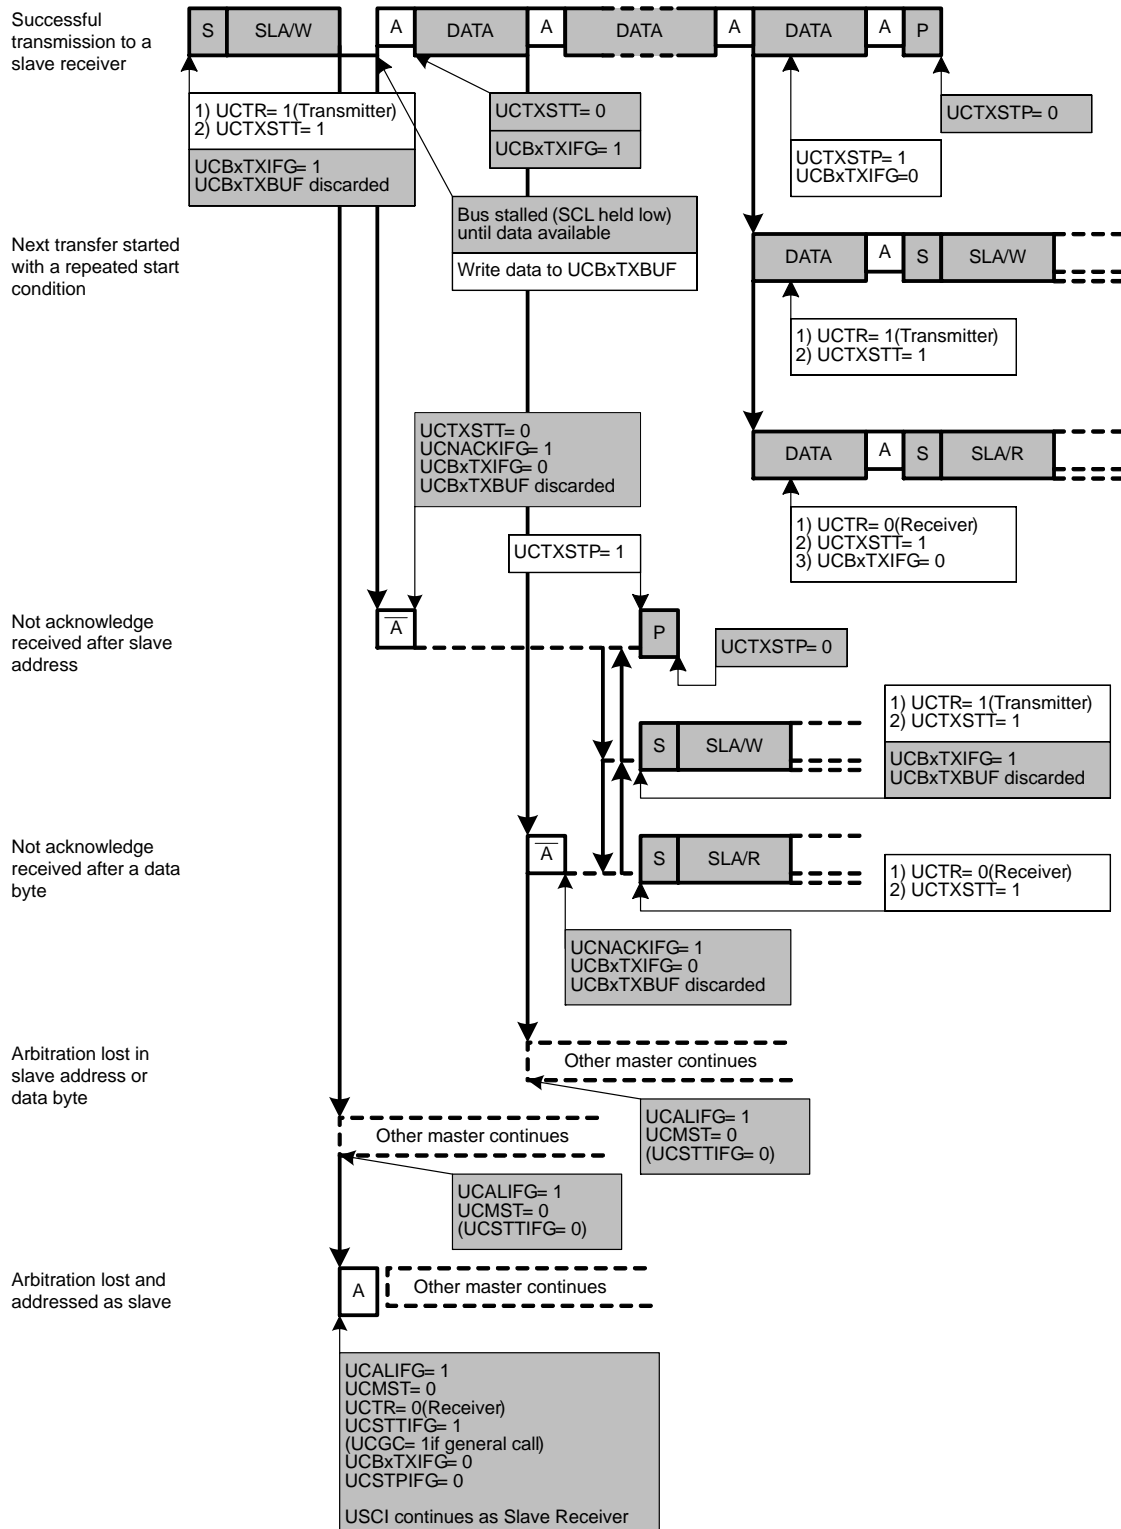 Successful
transmission to a
slave receiver
S
SLA/W
A
DATA
A
DATA
A
DATA
A
P
1) UCTR= 1(Transmitter)
2) UCTXSTT= 1
UCBxTXIFG= 1
UCBxTXBUF discarded
UCTXSTT= 0
UCBxTXIFG= 1
UCTXSTP= 0
UCTXSTP= 1
UCBxTXIFG=0
Bus stalled (SCL held low)
until data available
Write data to UCBxTXBUF
Next transfer started
with a repeated start
condition
DATA
A
S
SLA/W
1) UCTR= 1(Transmitter)
2) UCTXSTT= 1
DATA
A
S
SLA/R
1) UCTR= 0(Receiver)
2) UCTXSTT= 1
3) UCBxTXIFG= 0
UCTXSTT= 0
UCNACKIFG= 1
UCBxTXIFG= 0
UCBxTXBUF discarded
UCTXSTP= 1
Not acknowledge
received after slave
address
A
P
UCTXSTP= 0
S
SLA/W
1) UCTR= 1(Transmitter)
2) UCTXSTT= 1
UCBxTXIFG= 1
UCBxTXBUF discarded
Not acknowledge
received after a data
byte
A
S
SLA/R
1) UCTR= 0(Receiver)
2) UCTXSTT= 1
UCNACKIFG= 1
UCBxTXIFG= 0
UCBxTXBUF discarded
Arbitration lost in
slave address or
data byte
Other master continues
UCALIFG= 1
UCMST= 0
(UCSTTIFG= 0)
Other master continues
UCALIFG= 1
UCMST= 0
(UCSTTIFG= 0)
Arbitration lost and
addressed as slave
A
Other master continues
UCALIFG= 1
UCMST= 0
UCTR= 0(Receiver)
UCSTTIFG= 1
(UCGC= 1if general call)
UCBxTXIFG= 0
UCSTPIFG= 0
USCI continues as Slave Receiver